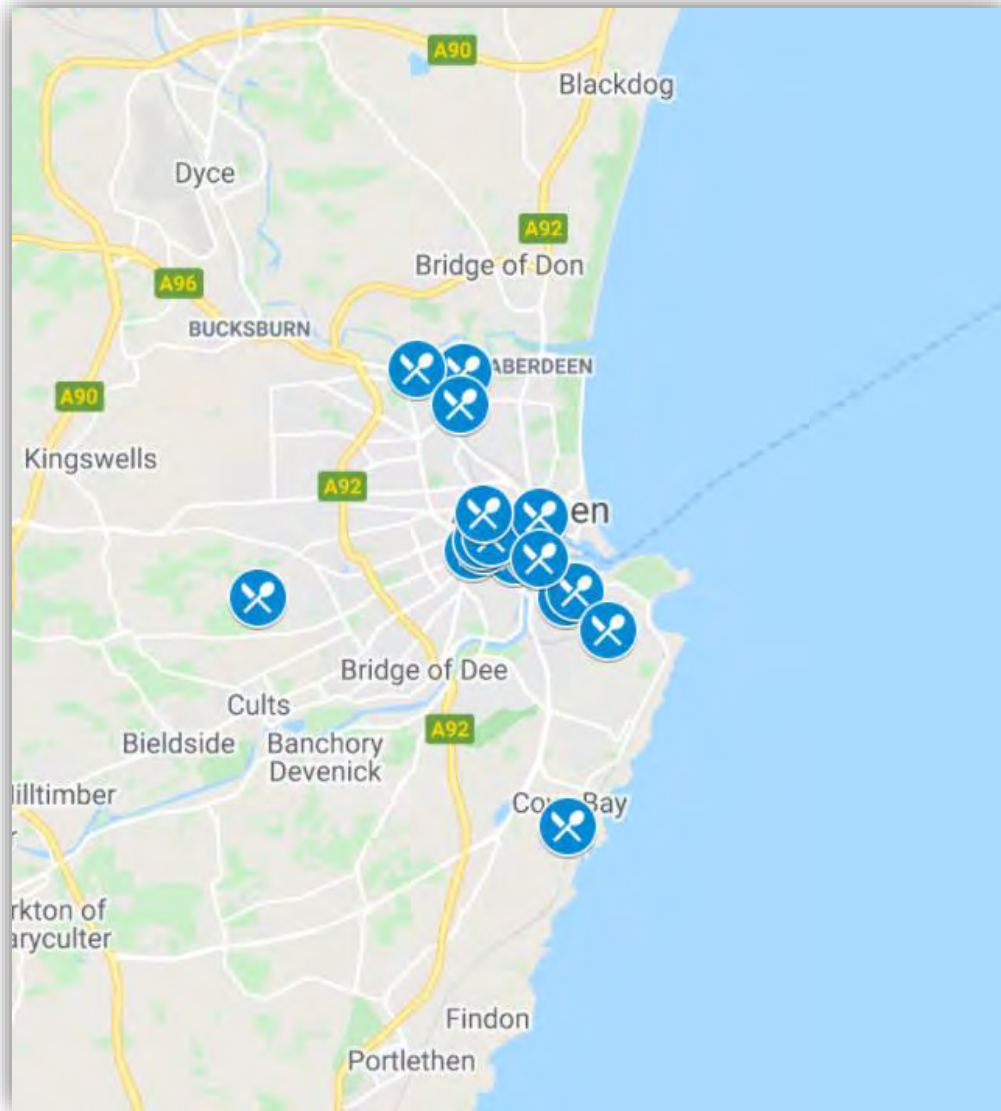 A90
Blackdog
Dyce
A92
Bridge of Don
A96
BUCKSBURN
ABERDEEN
A90
Kingswells
A92
en
Bridge of Dee
Cults
A92
Bieldside
Banchory
Devenick
illtimber
Bay
rkton of
aryculter
Findon
Portlethen